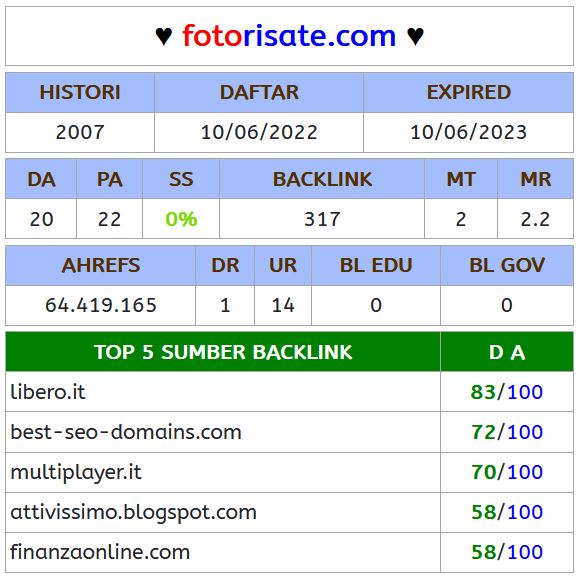 ♥ fotorisate.com ♥
HISTORI DAFTAR EXPIRED
2007 10/06/2022 10/06/2023
DA PA SS BACKLINK MT MR
20 22 0% 317 2 2.2
AHREFS DR UR BL EDU BL GOV
64.419.165 1 14 0 0
TOP 5 SUMBER BACKLINK D A
libero.it 83/100
best-seo-domains.com 72/100
multiplayer.it 70/100
attivissimo.blogspot.com 58/100
finanzaonline.com 58/100